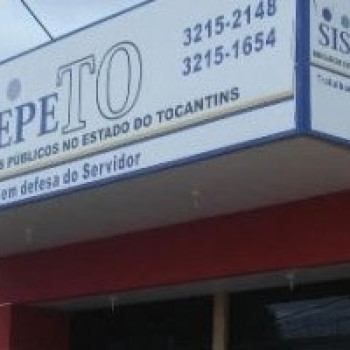 EPETO
3215-2148
3215-1654
S PÚBLICOS NO ESTADO DO TOCANTINS
em defesa do Servidor
SIS